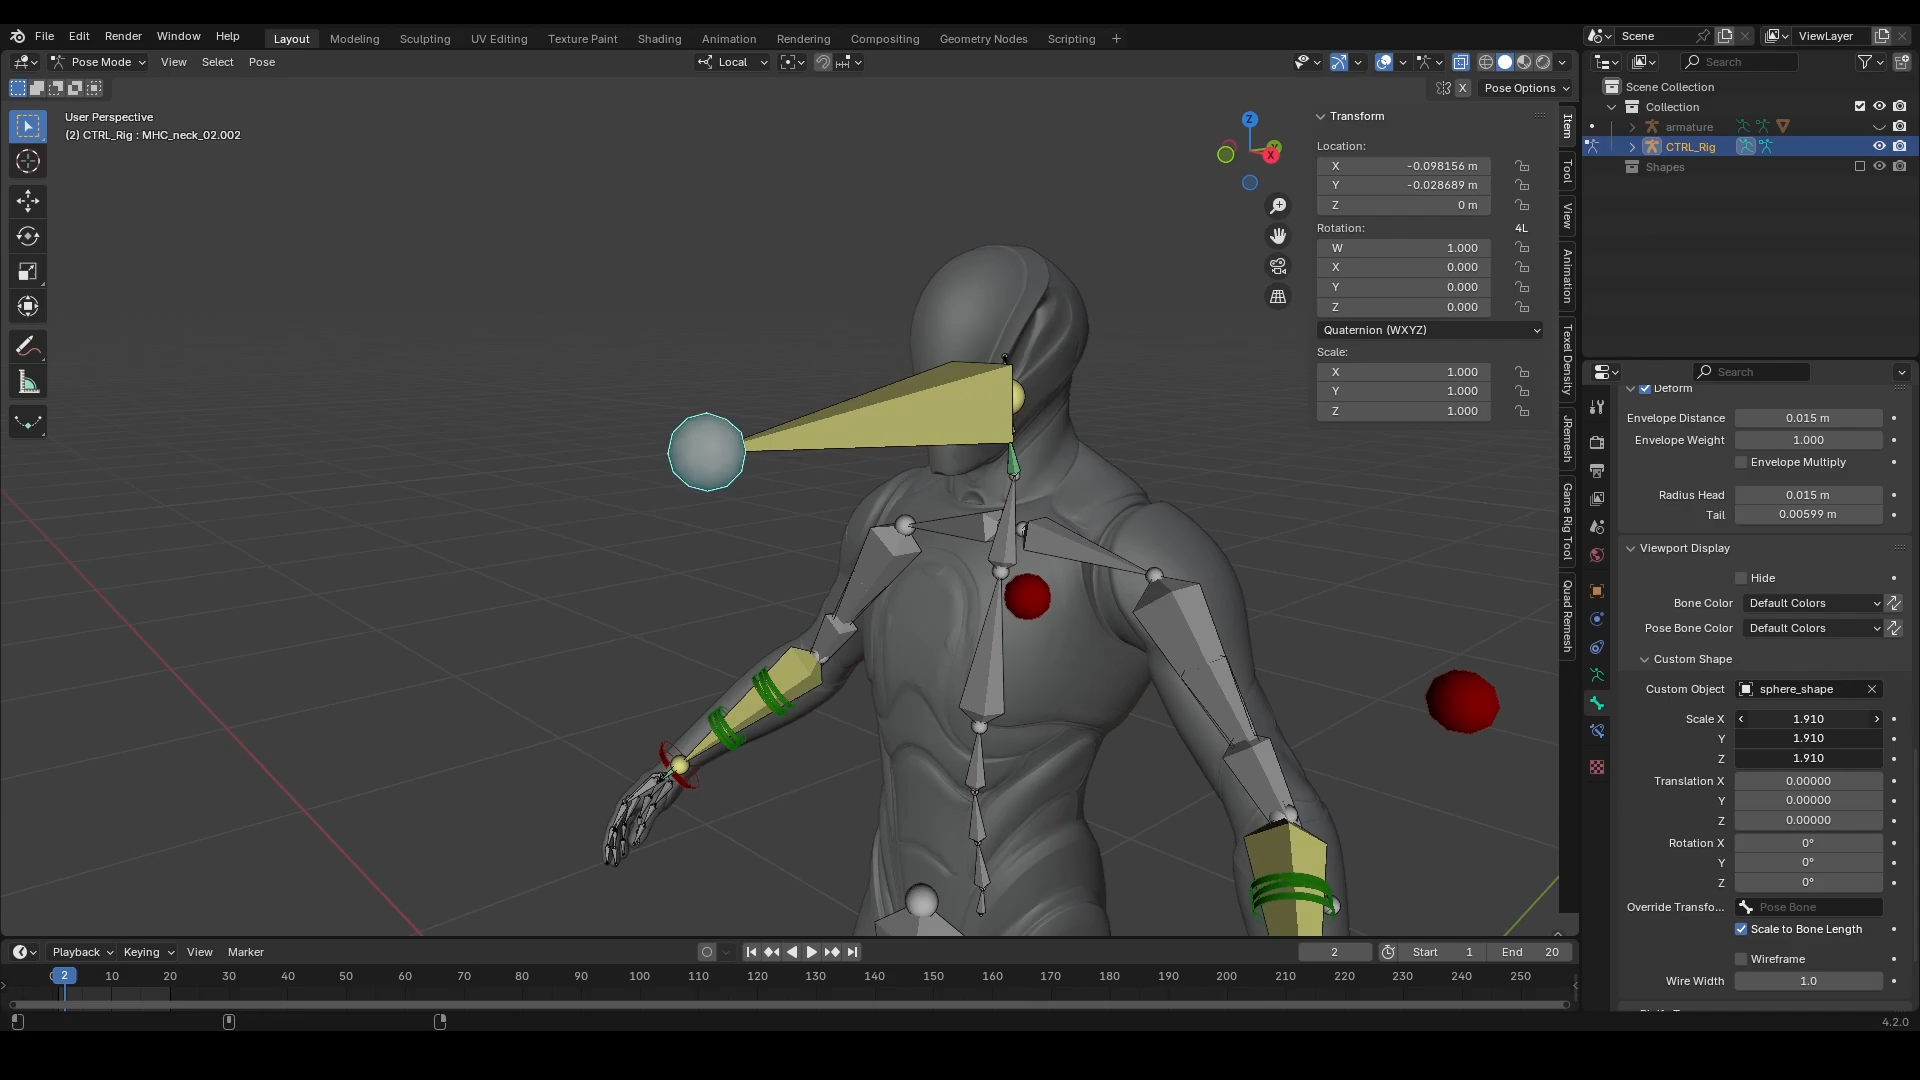 File Edit Render Window Help Layout Modeling Sculpting UV Editing Texture Paint Shading Animation Rendering Compositing Geometry Nodes Scripting + Scene ViewLayer
Pose Mode View Select Pose Local Search
X Pose Options
Scene Collection
Collection
armature
CTRL_Rig
Shapes
User Perspective
(2) CTRL_Rig : MHC_neck_02.002
Z
X
Transform
Location:
X -0.098156 m
Y -0.028689 m
Z 0 m
Rotation: 4L
W 1.000
X 0.000
Y 0.000
Z 0.000
Quaternion (WXYZ)
Scale:
X 1.000
Y 1.000
Z 1.000
Item
Tool
View
Animation
Texel Density
JRemesh
Game Rig Tool
Quad Remesh
Search
Deform
Envelope Distance 0.015 m
Envelope Weight 1.000
Envelope Multiply
Radius Head 0.015 m
Tail 0.00599 m
Viewport Display
Hide
Bone Color Default Colors
Pose Bone Color Default Colors
Custom Shape
Custom Object sphere_shape
Scale X 1.910
Y 1.910
Z 1.910
Translation X 0.00000
Y 0.00000
Z 0.00000
Rotation X 0°
Y 0°
Z 0°
Override Transfo... Pose Bone
Scale to Bone Length
Wireframe
Wire Width 1.0
Playback Keying View Marker 2 Start 1 End 20
2 10 20 30 40 50 60 70 80 90 100 110 120 130 140 150 160 170 180 190 200 210 220 230 240 250
4.2.0